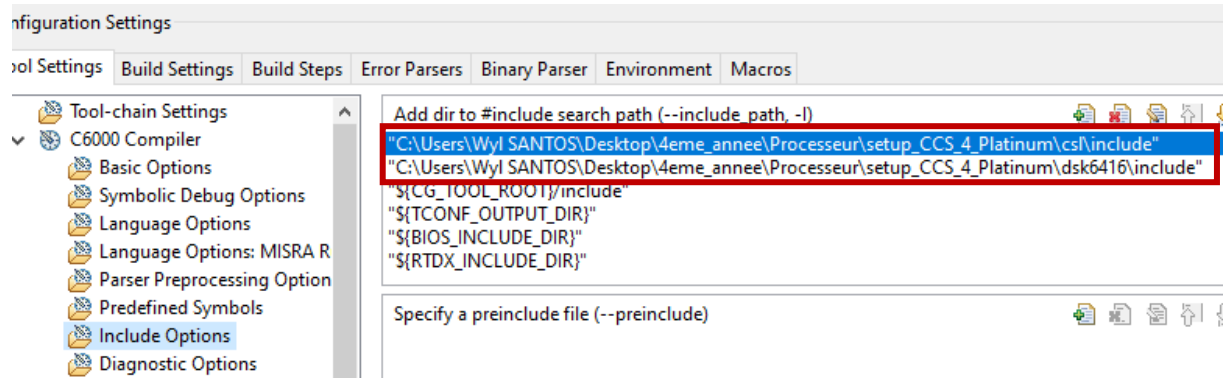 nfiguration Settings
ool Settings Build Settings Build Steps Error Parsers Binary Parser Environment Macros
Tool-chain Settings
C6000 Compiler
Basic Options
Symbolic Debug Options
Language Options
Language Options: MISRA R
Parser Preprocessing Option
Predefined Symbols
Include Options
Diagnostic Options
Add dir to #include search path (--include_path, -I)
"C:\Users\Wyl SANTOS\Desktop\4eme_annee\Processeur\setup_CCS_4_Platinum\csl\include"
"C:\Users\Wyl SANTOS\Desktop\4eme_annee\Processeur\setup_CCS_4_Platinum\dsk6416\include"
"${CG_TOOL_ROOT}/include"
"${TCONF_OUTPUT_DIR}"
"${BIOS_INCLUDE_DIR}"
"${RTDX_INCLUDE_DIR}"
Specify a preinclude file (--preinclude)